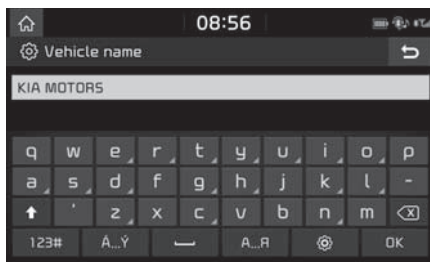 08:56
Vehicle name
KIA MOTORS
q w e r t y u i o p
a s d f g h j k l -
' z x c v b n m
123# Á...Ý А...Я OK